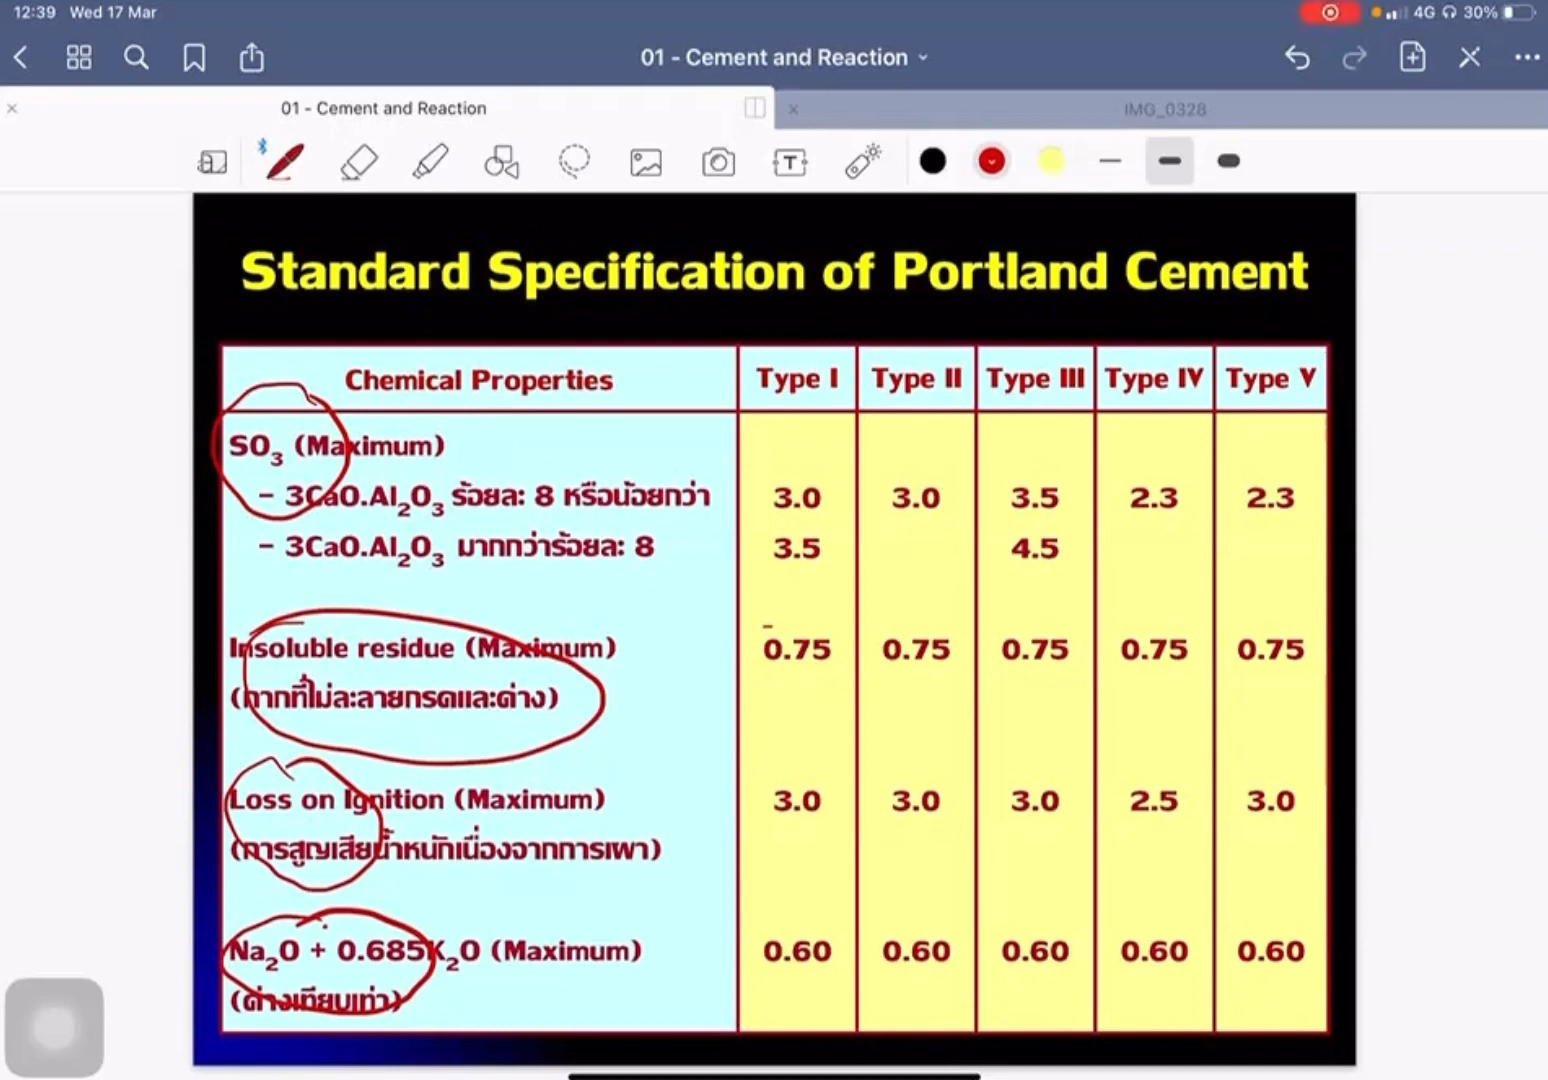 12:39 Wed 17 Mar
4G 30%
01 - Cement and Reaction
01 - Cement and Reaction
IMG_0328
Standard Specification of Portland Cement
Chemical Properties Type I Type II Type III Type IV Type V
SO₃ (Maximum)
- 3CaO.Al₂O₃ ร้อยละ 8 หรือน้อยกว่า 3.0 3.0 3.5 2.3 2.3
- 3CaO.Al₂O₃ มากกว่าร้อยละ 8 3.5 4.5
Insoluble residue (Maximum) 0.75 0.75 0.75 0.75 0.75
(กากที่ไม่ละลายกรดและด่าง)
Loss on Ignition (Maximum) 3.0 3.0 3.0 2.5 3.0
(การสูญเสียน้ำหนักเนื่องจากการเผา)
Na₂O + 0.685K₂O (Maximum) 0.60 0.60 0.60 0.60 0.60
(ด่างเทียบเท่า)